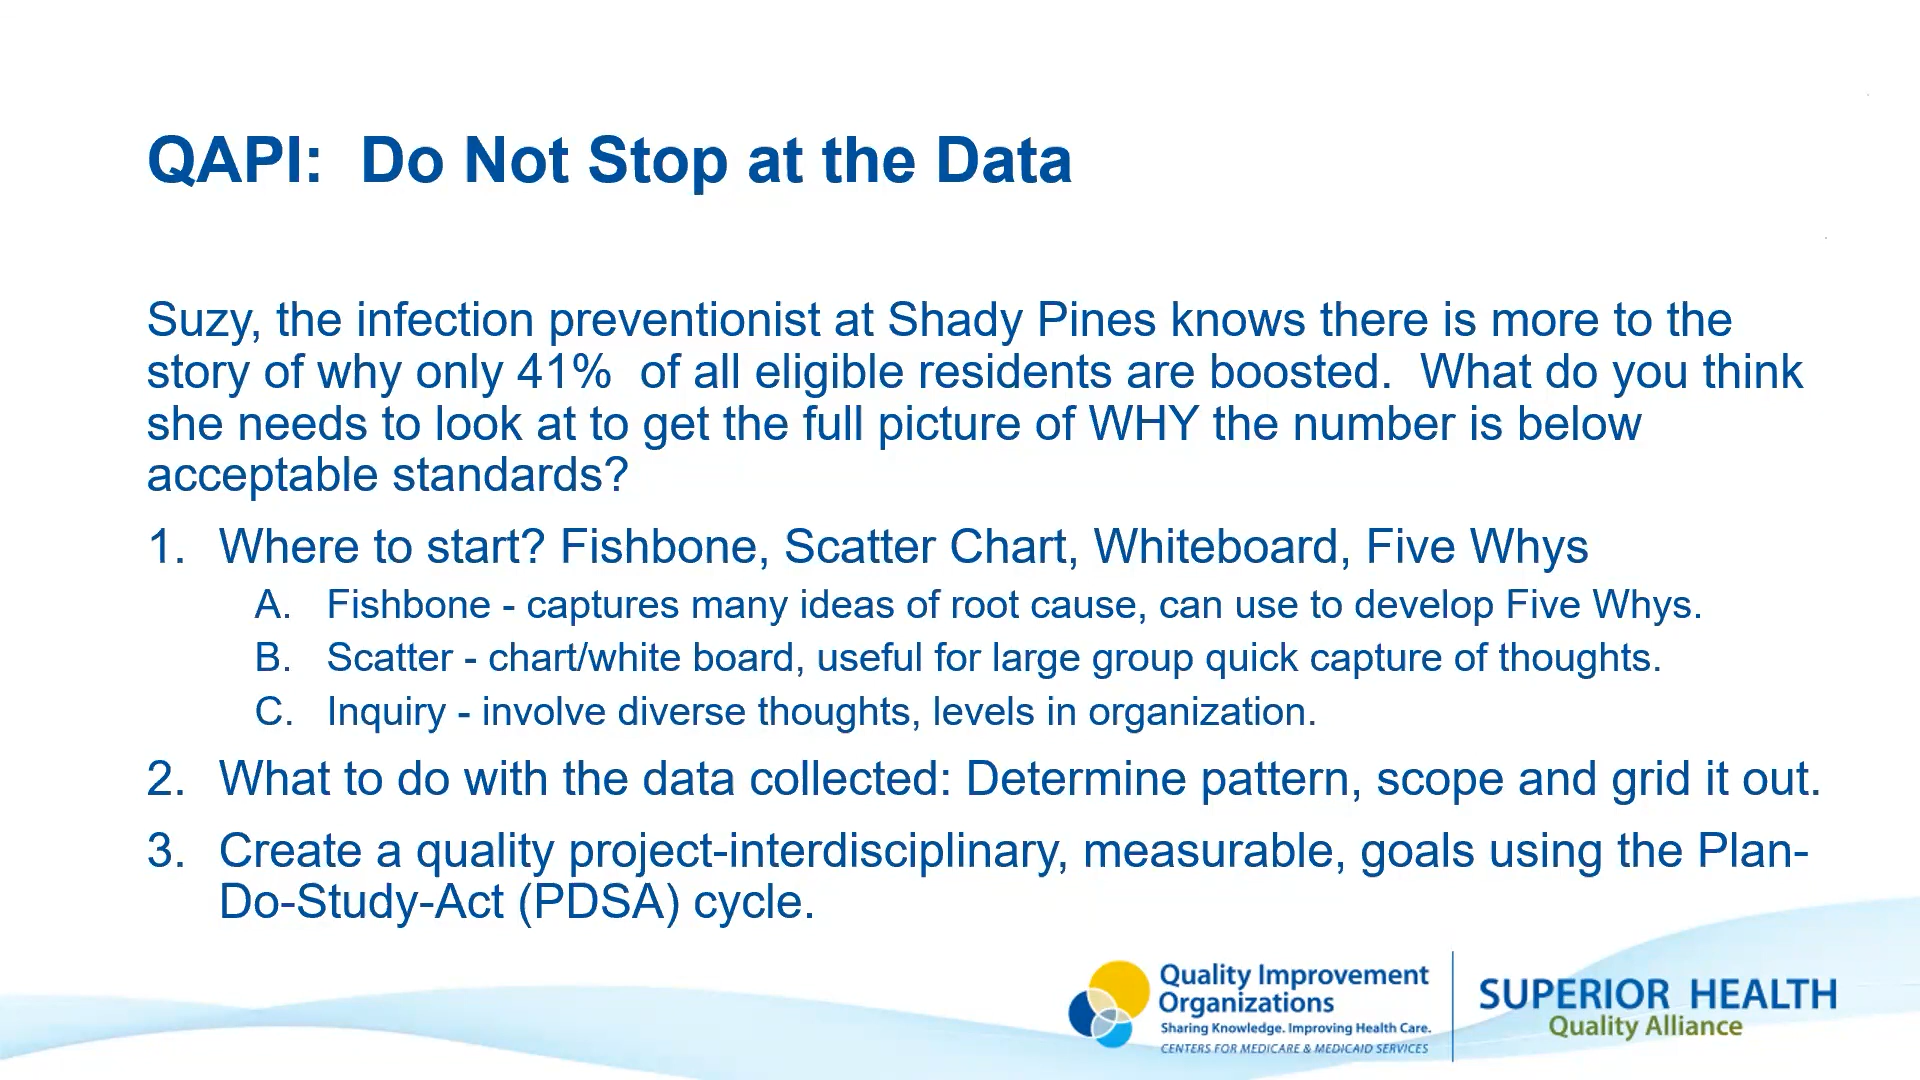 QAPI:  Do Not Stop at the Data
Suzy, the infection preventionist at Shady Pines knows there is more to the
story of why only 41%  of all eligible residents are boosted.  What do you think
she needs to look at to get the full picture of WHY the number is below
acceptable standards?
1. Where to start? Fishbone, Scatter Chart, Whiteboard, Five Whys
A. Fishbone - captures many ideas of root cause, can use to develop Five Whys.
B. Scatter - chart/white board, useful for large group quick capture of thoughts.
C. Inquiry - involve diverse thoughts, levels in organization.
2. What to do with the data collected: Determine pattern, scope and grid it out.
3. Create a quality project-interdisciplinary, measurable, goals using the Plan-
Do-Study-Act (PDSA) cycle.
Quality Improvement
Organizations
Sharing Knowledge. Improving Health Care.
CENTERS FOR MEDICARE & MEDICAID SERVICES
SUPERIOR HEALTH
Quality Alliance